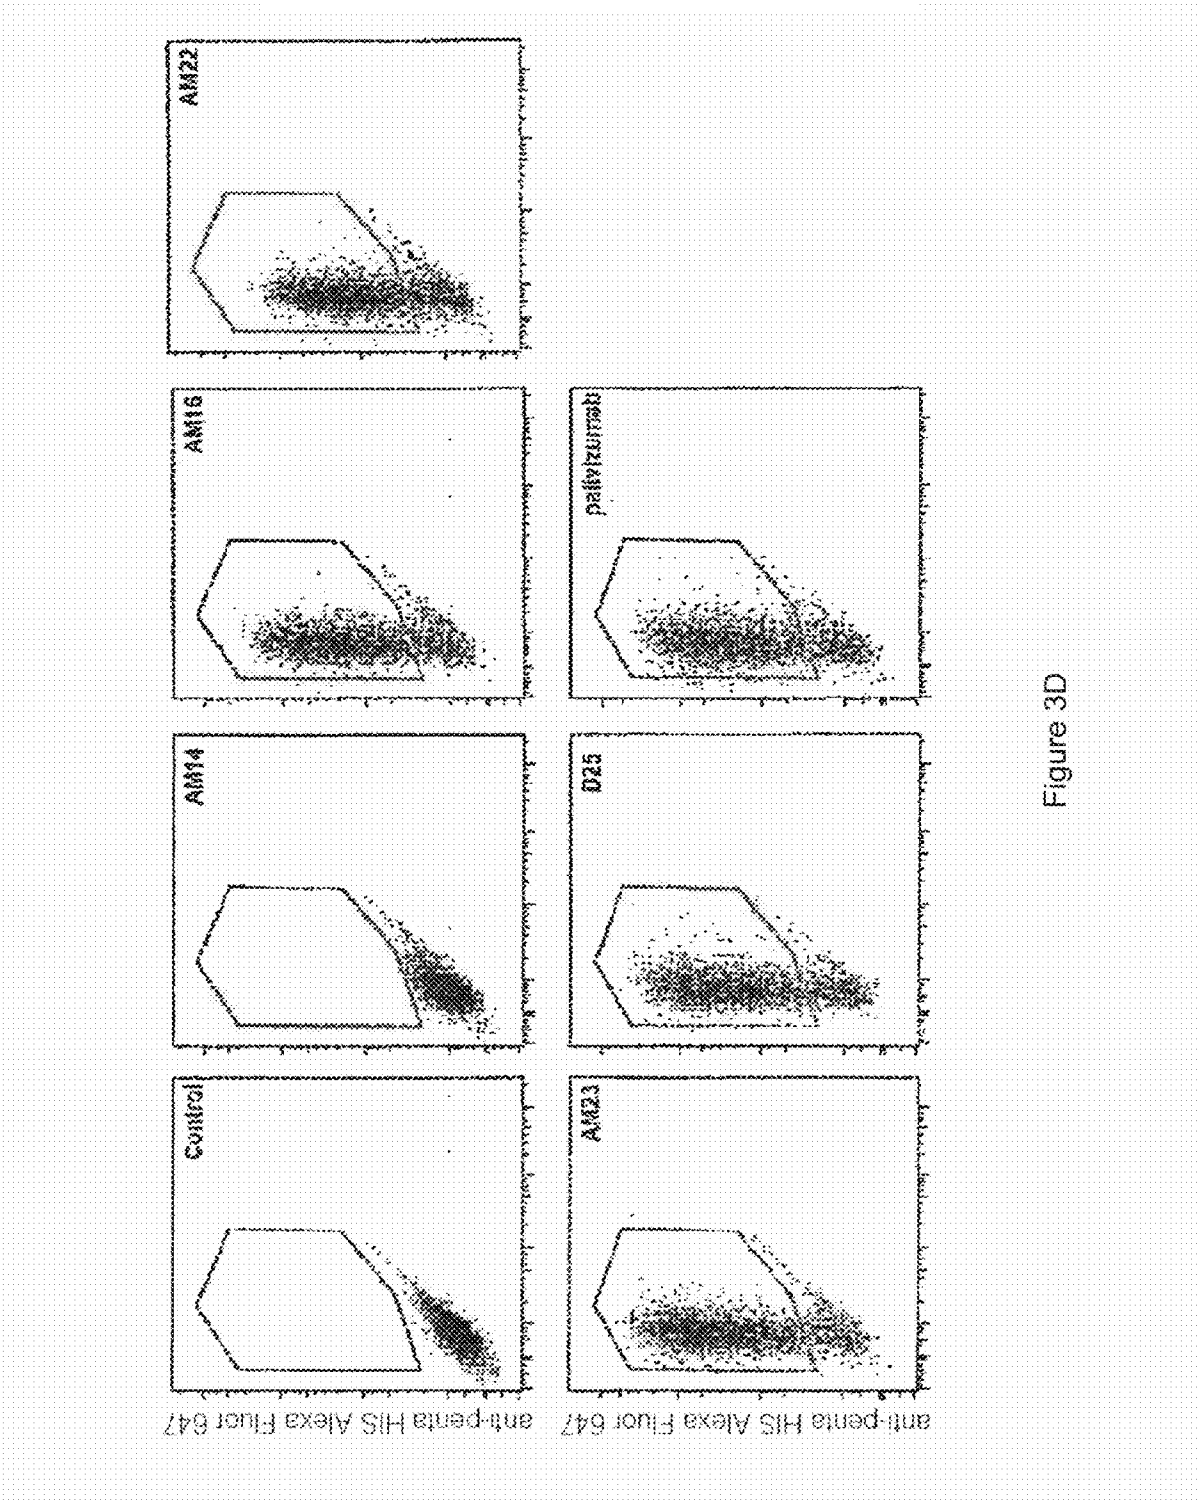 Control
AM14
AM16
AM22
anti-penta HIS Alexa Fluor 647
AM23
D25
palivizumab
anti-penta HIS Alexa Fluor 647
Figure 3D